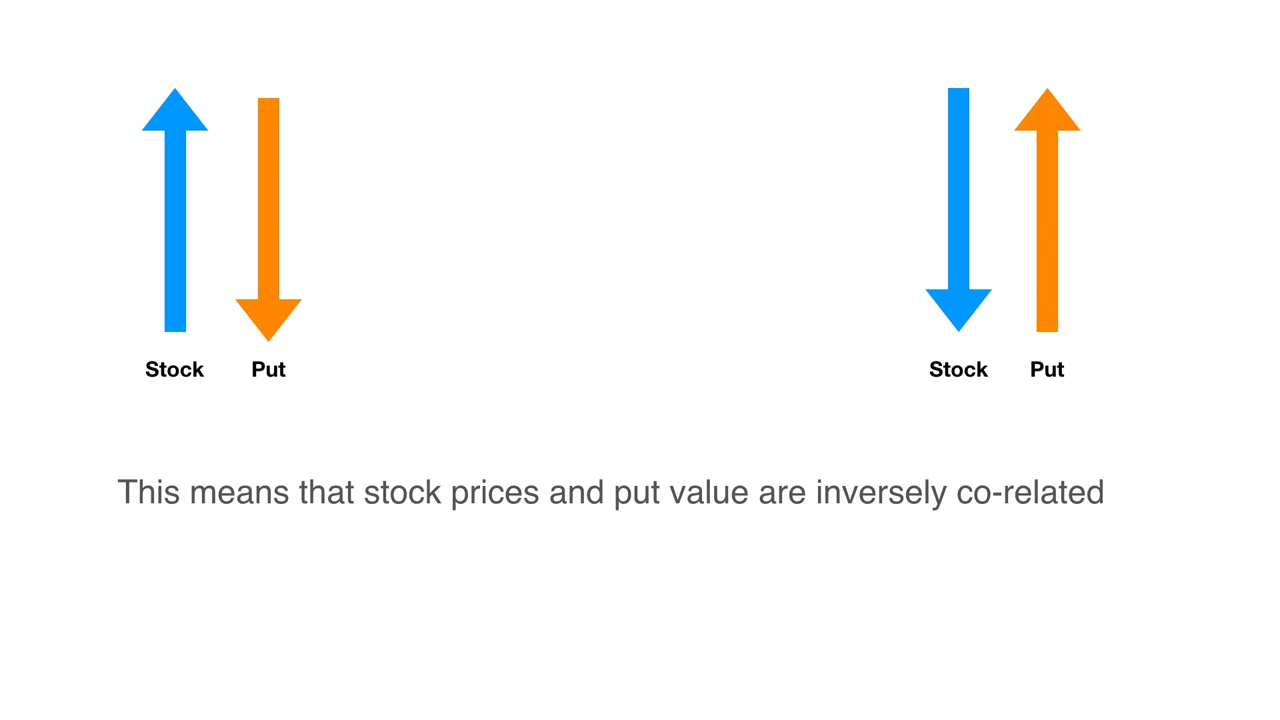 Stock Put Stock Put
This means that stock prices and put value are inversely co-related